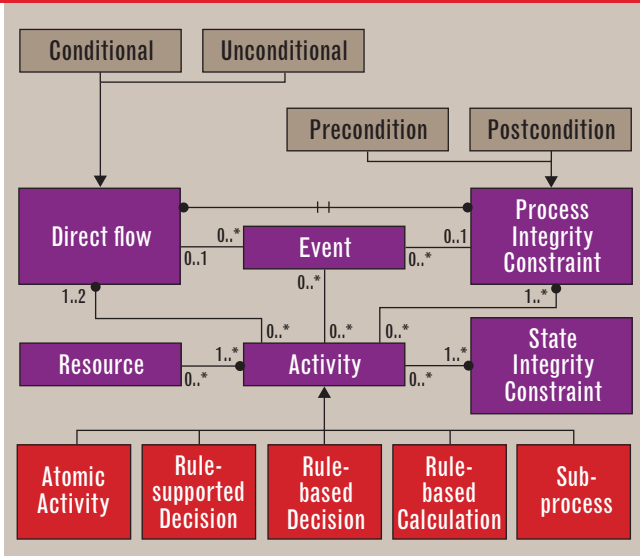 Conditional
Unconditional
Precondition
Postcondition
Direct flow
0..*
0..1
Event
0..1
0..*
Process
Integrity
Constraint
1..2
0..*
1..*
0..*
0..*
0..*
Resource
1..*
0..*
Activity
1..*
0..*
State
Integrity
Constraint
Atomic
Activity
Rule-
supported
Decision
Rule-
based
Decision
Rule-
based
Calculation
Sub-
process